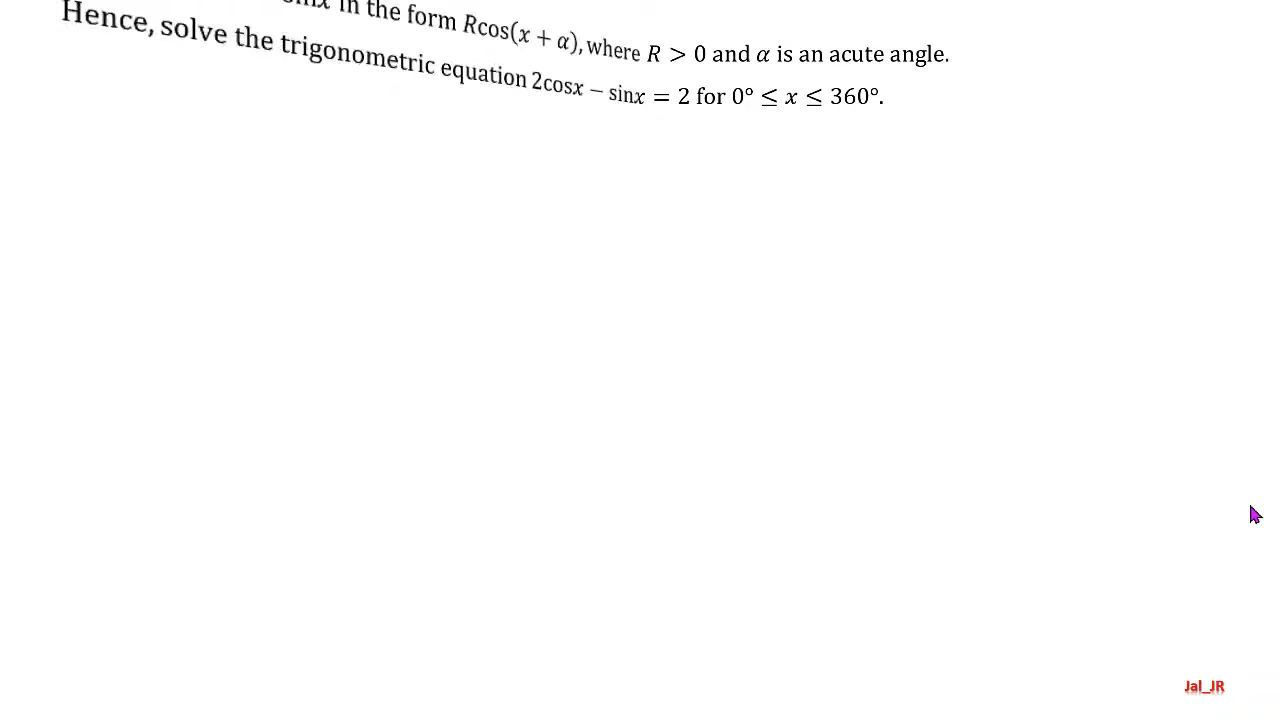 in the form Rcos(x + α), where R > 0 and α is an acute angle.
Hence, solve the trigonometric equation 2cosx − sinx = 2 for 0° ≤ x ≤ 360°.
Jal_JR